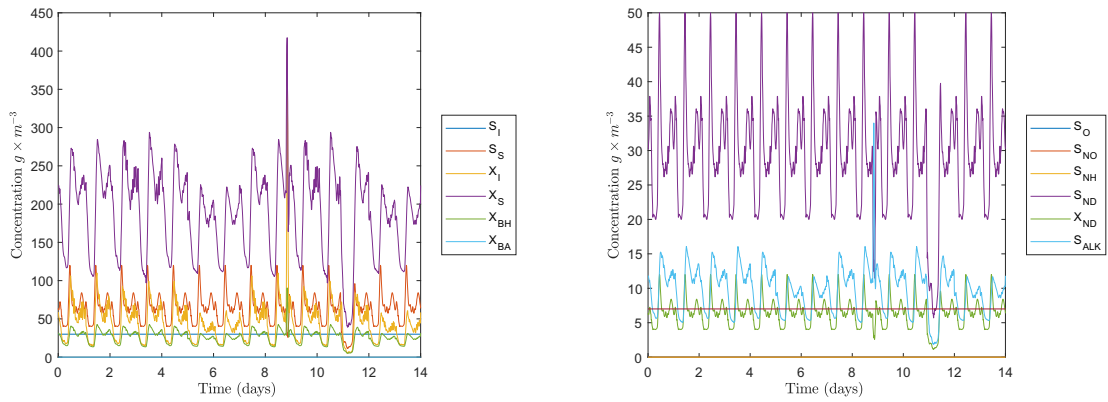 450
400
350
300
250
200
150
100
50
0
Concentration g × m⁻³
0 2 4 6 8 10 12 14
Time (days)
S_I
S_S
X_I
X_S
X_BH
X_BA
50
45
40
35
30
25
20
15
10
5
0
Concentration g × m⁻³
0 2 4 6 8 10 12 14
Time (days)
S_O
S_NO
S_NH
S_ND
X_ND
S_ALK